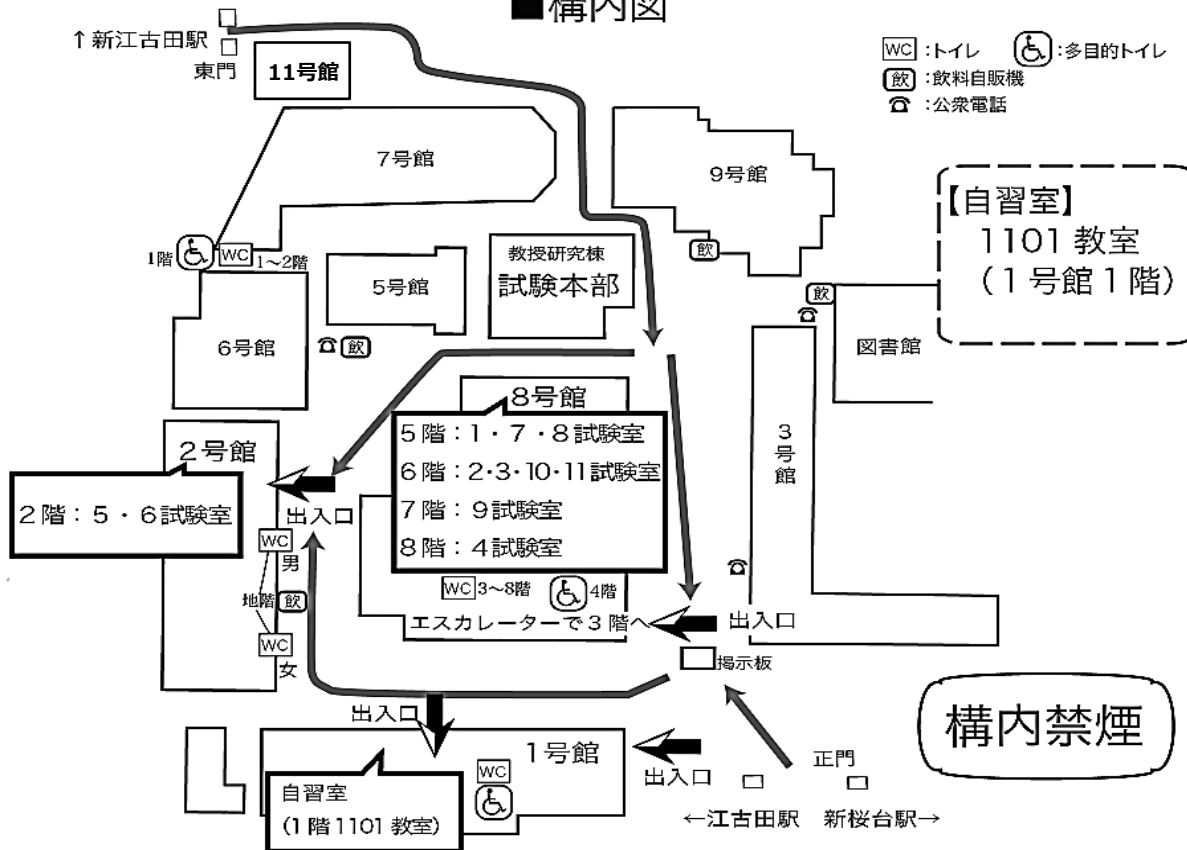 ■構内図
↑新江古田駅
東門
11号館
WC:トイレ :多目的トイレ
飲:飲料自販機
☎:公衆電話
7号館
9号館
【自習室】
1101教室
(1号館1階)
1階
WC 1〜2階
5号館
教授研究棟
試験本部
飲
飲
☎
6号館
☎ 飲
図書館
8号館
5階:1・7・8試験室
6階:2・3・10・11試験室
7階:9試験室
8階:4試験室
3号館
2号館
2階:5・6試験室
出入口
WC 男
地階 飲
WC 女
WC 3〜8階 4階
☎
エスカレーターで3階へ
出入口
掲示板
出入口
1号館
WC
自習室
(1階1101教室)
出入口
正門
←江古田駅 新桜台駅→
構内禁煙